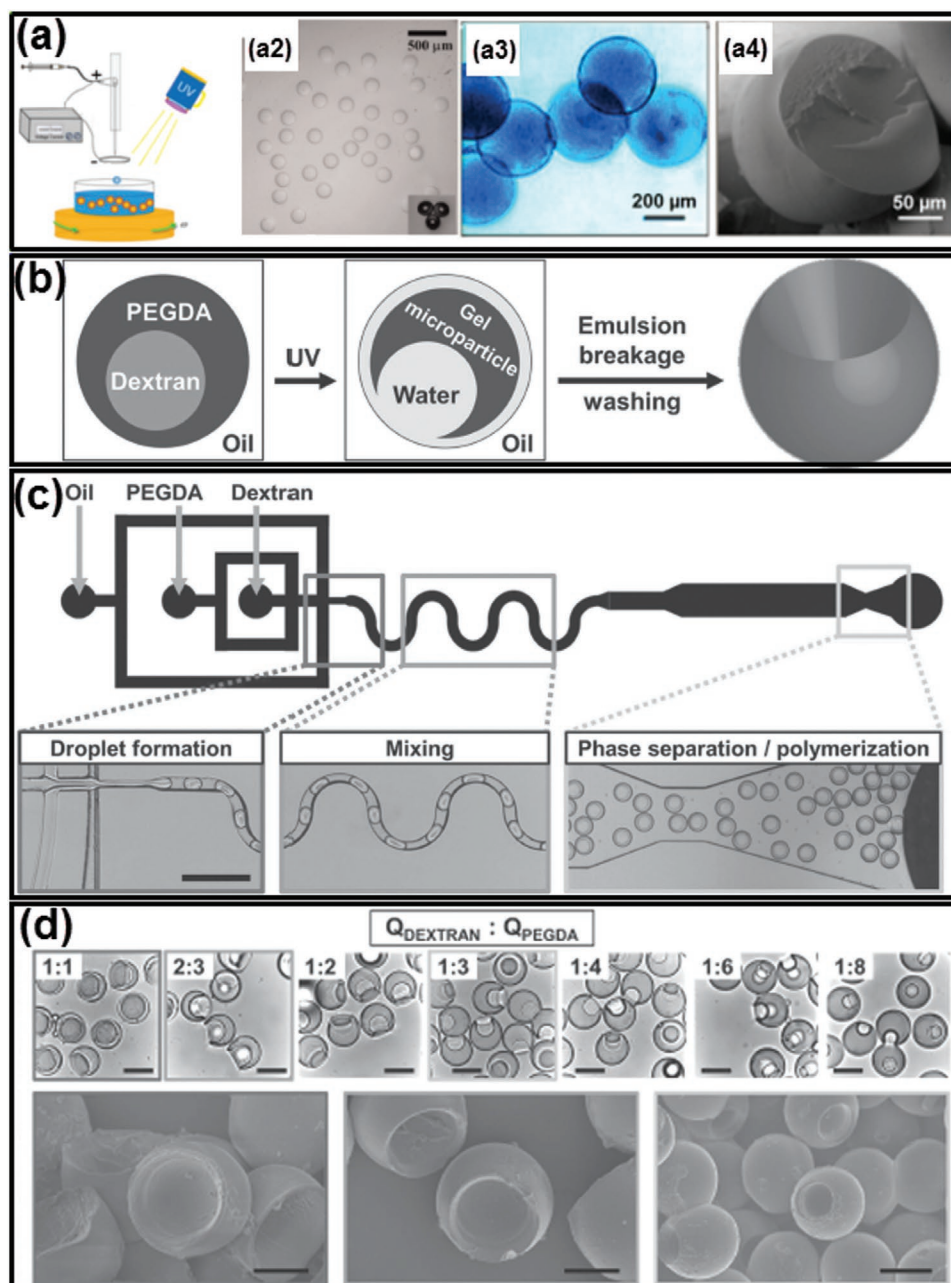 (a)
+
-
UV
(a2)
500 μm
(a3)
200 μm
(a4)
50 μm
(b)
PEGDA
Dextran
Oil
UV
Gel
microparticle
Water
Oil
Emulsion
breakage
washing
(c)
Oil
PEGDA
Dextran
Droplet formation
Mixing
Phase separation / polymerization
(d)
QDEXTRAN : QPEGDA
1:1
2:3
1:2
1:3
1:4
1:6
1:8